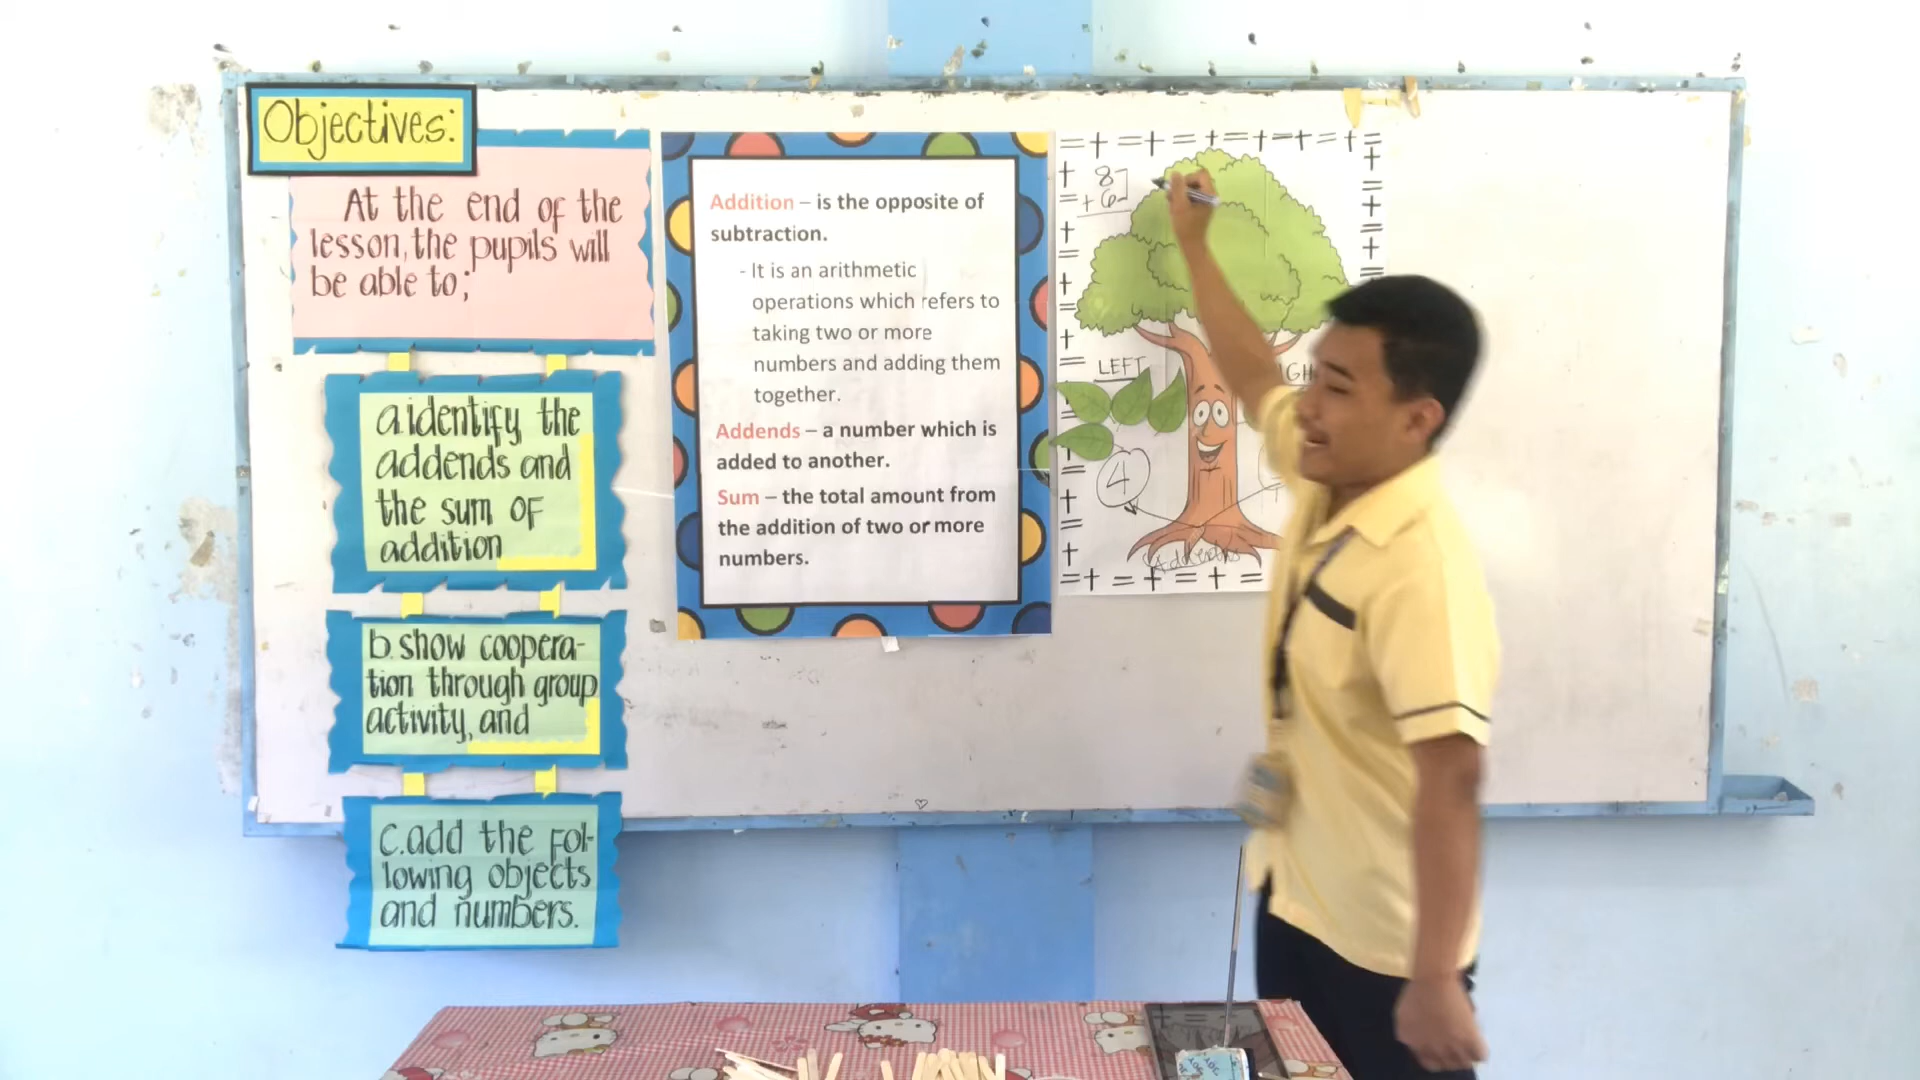 Objectives:
At the end of the
lesson, the pupils will
be able to;
a. identify the
addends and
the sum of
addition
b. show coopera-
tion through group
activity, and
c. add the fol-
lowing objects
and numbers.
Addition – is the opposite of
subtraction.
- It is an arithmetic
operations which refers to
taking two or more
numbers and adding them
together.
Addends – a number which is
added to another.
Sum – the total amount from
the addition of two or more
numbers.
=+=+=+=+=+=+=
8
+ 6
LEFT
4
=+=+=+=